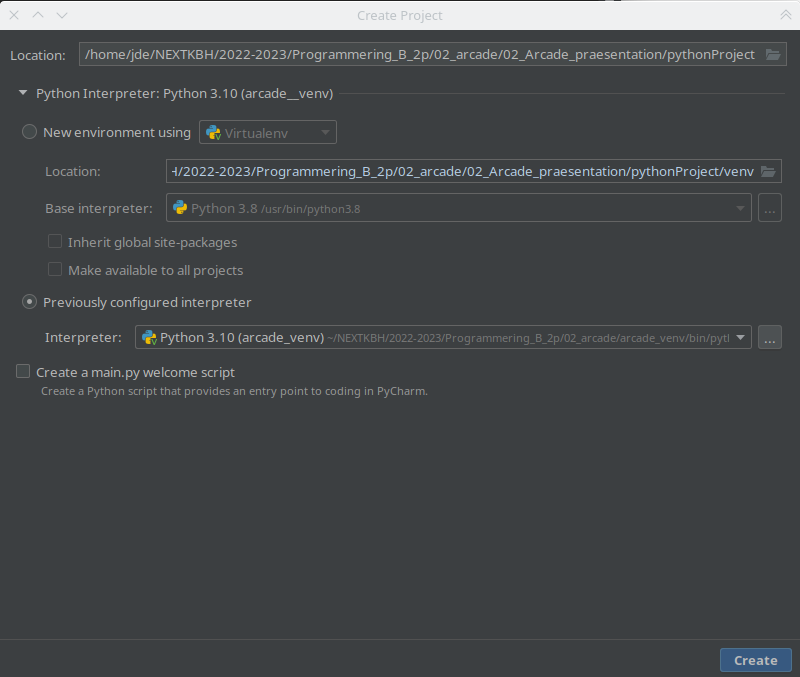 Create Project
Location: /home/jde/NEXTKBH/2022-2023/Programmering_B_2p/02_arcade/02_Arcade_praesentation/pythonProject
Python Interpreter: Python 3.10 (arcade__venv)
New environment using Virtualenv
Location: H/2022-2023/Programmering_B_2p/02_arcade/02_Arcade_praesentation/pythonProject/venv
Base interpreter: Python 3.8 /usr/bin/python3.8 ...
Inherit global site-packages
Make available to all projects
Previously configured interpreter
Interpreter: Python 3.10 (arcade_venv) ~/NEXTKBH/2022-2023/Programmering_B_2p/02_arcade/arcade_venv/bin/pytl ...
Create a main.py welcome script
Create a Python script that provides an entry point to coding in PyCharm.
Create